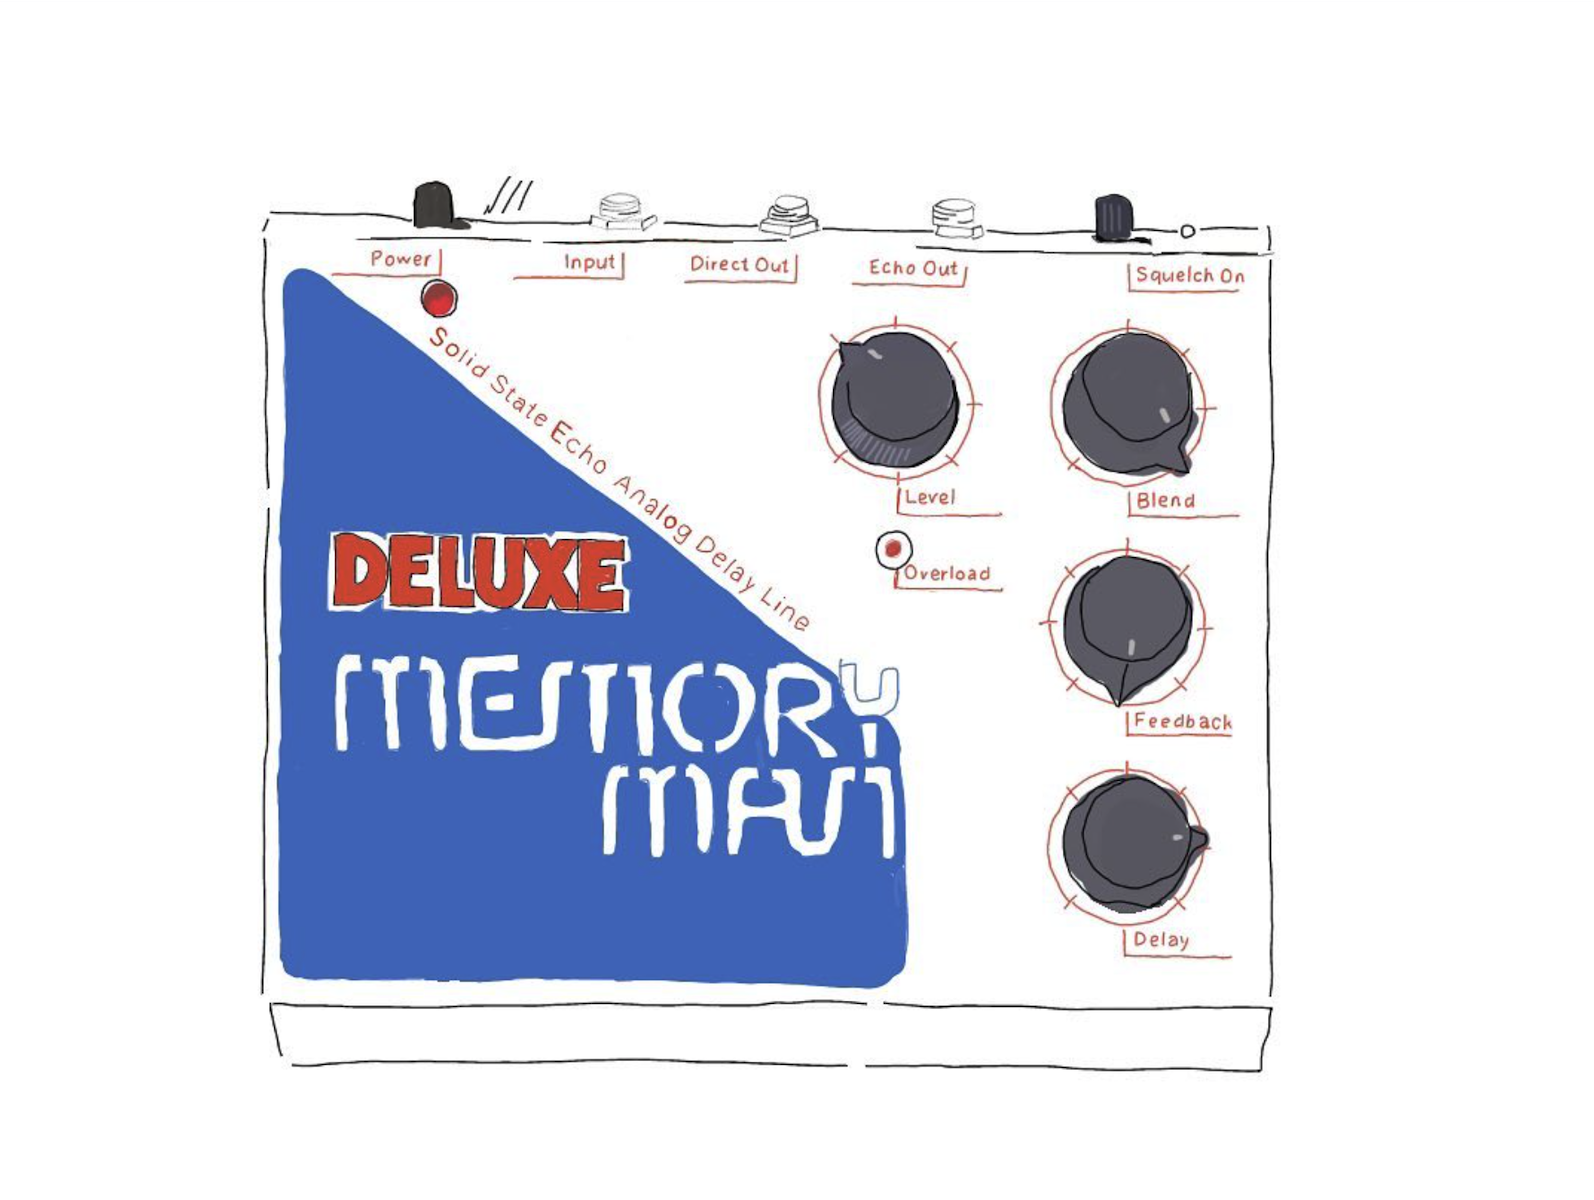 Power
Input
Direct Out
Echo Out
Squelch On
Solid State Echo Analog Delay Line
Level
Blend
Overload
DELUXE
MEMORY
MAN
Feedback
Delay